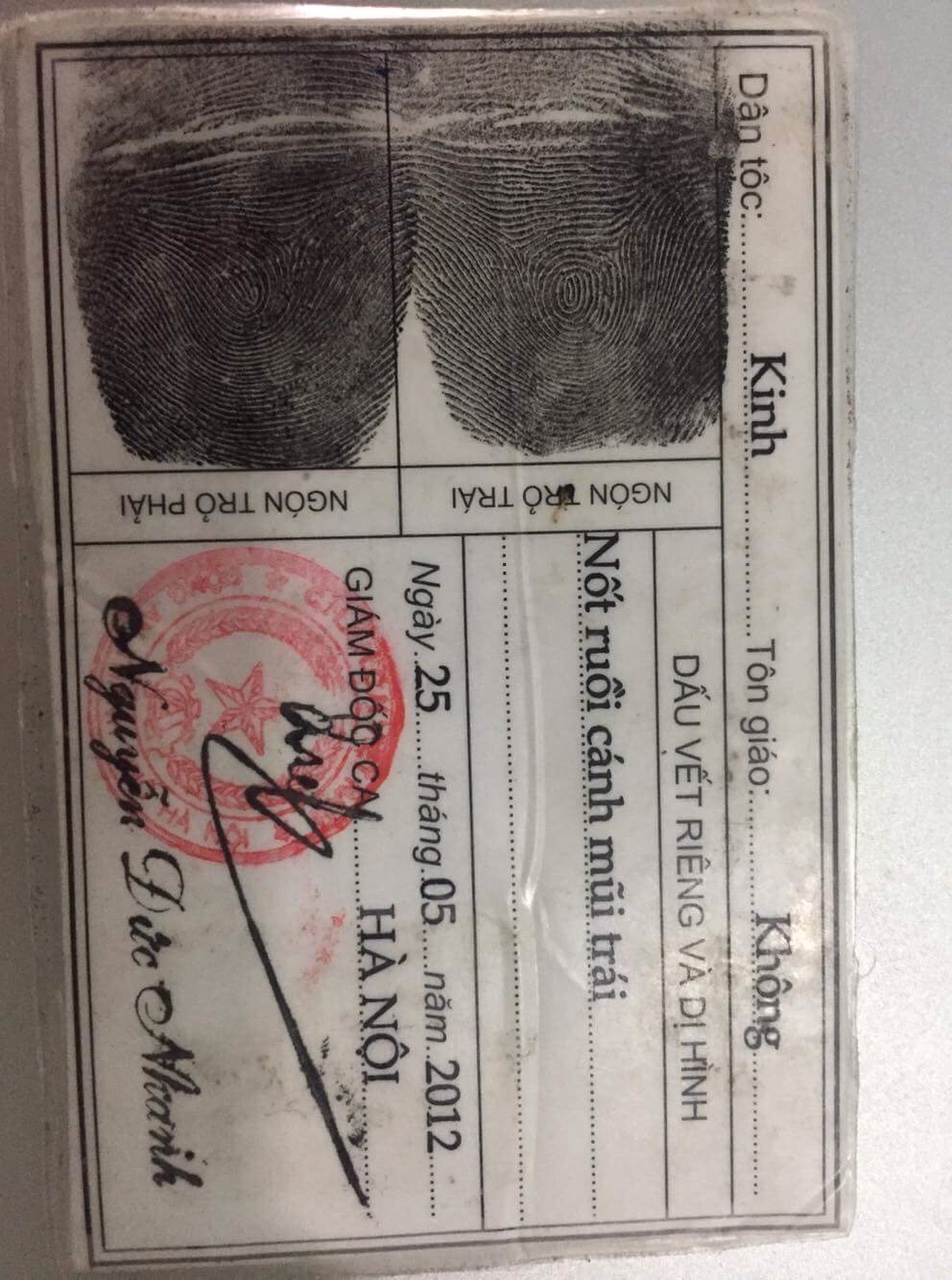 Dân tộc: Kinh Tôn giáo: Không
NGÓN TRỎ TRÁI
DẤU VẾT RIÊNG VÀ DỊ HÌNH
Nốt ruồi cánh mũi trái
Ngày 25 tháng 05 năm 2012
GIÁM ĐỐC CA HÀ NỘI
NGÓN TRỎ PHẢI
Nguyễn Đức Nhanh